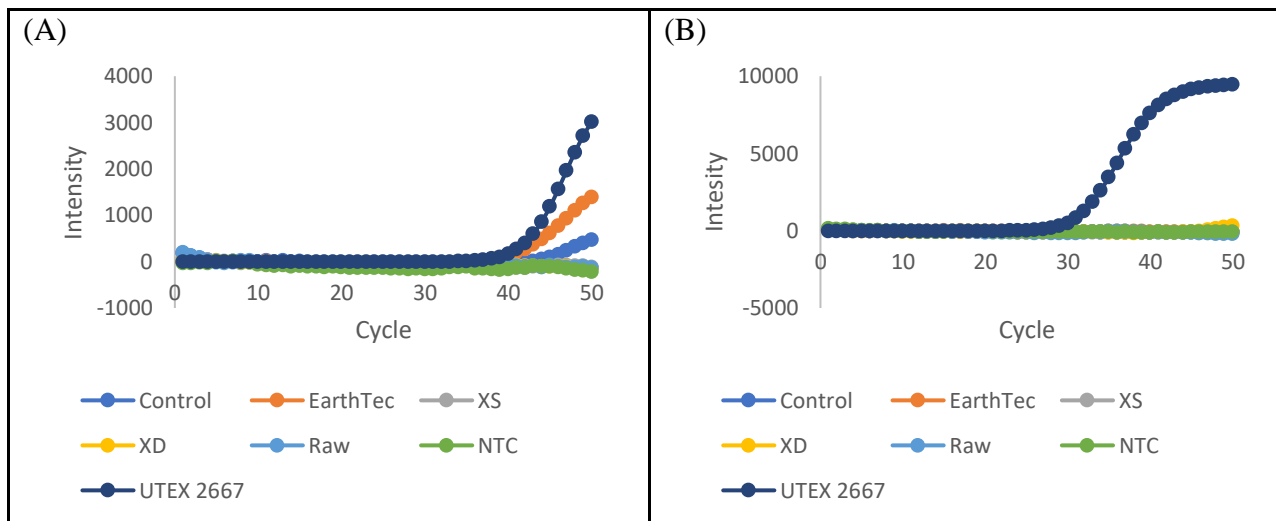 (A)
4000
3000
2000
1000
0
-1000
Intensity
0 10 20 30 40 50
Cycle
Control EarthTec XS
XD Raw NTC
UTEX 2667
(B)
10000
5000
0
-5000
Intesity
0 10 20 30 40 50
Cycle
Control EarthTec XS
XD Raw NTC
UTEX 2667